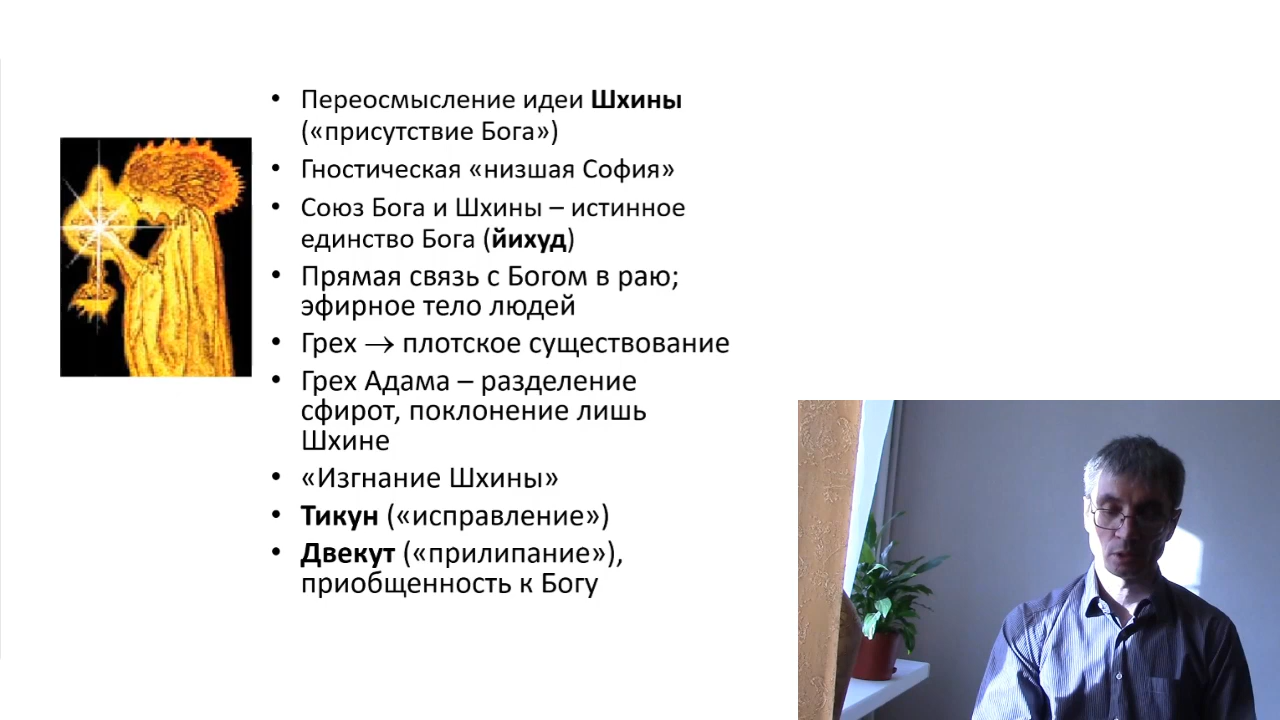 • Переосмысление идеи Шхины
(«присутствие Бога»)
• Гностическая «низшая София»
• Союз Бога и Шхины – истинное
единство Бога (йихуд)
• Прямая связь с Богом в раю;
эфирное тело людей
• Грех → плотское существование
• Грех Адама – разделение
сфирот, поклонение лишь
Шхине
• «Изгнание Шхины»
• Тикун («исправление»)
• Двекут («прилипание»),
приобщенность к Богу